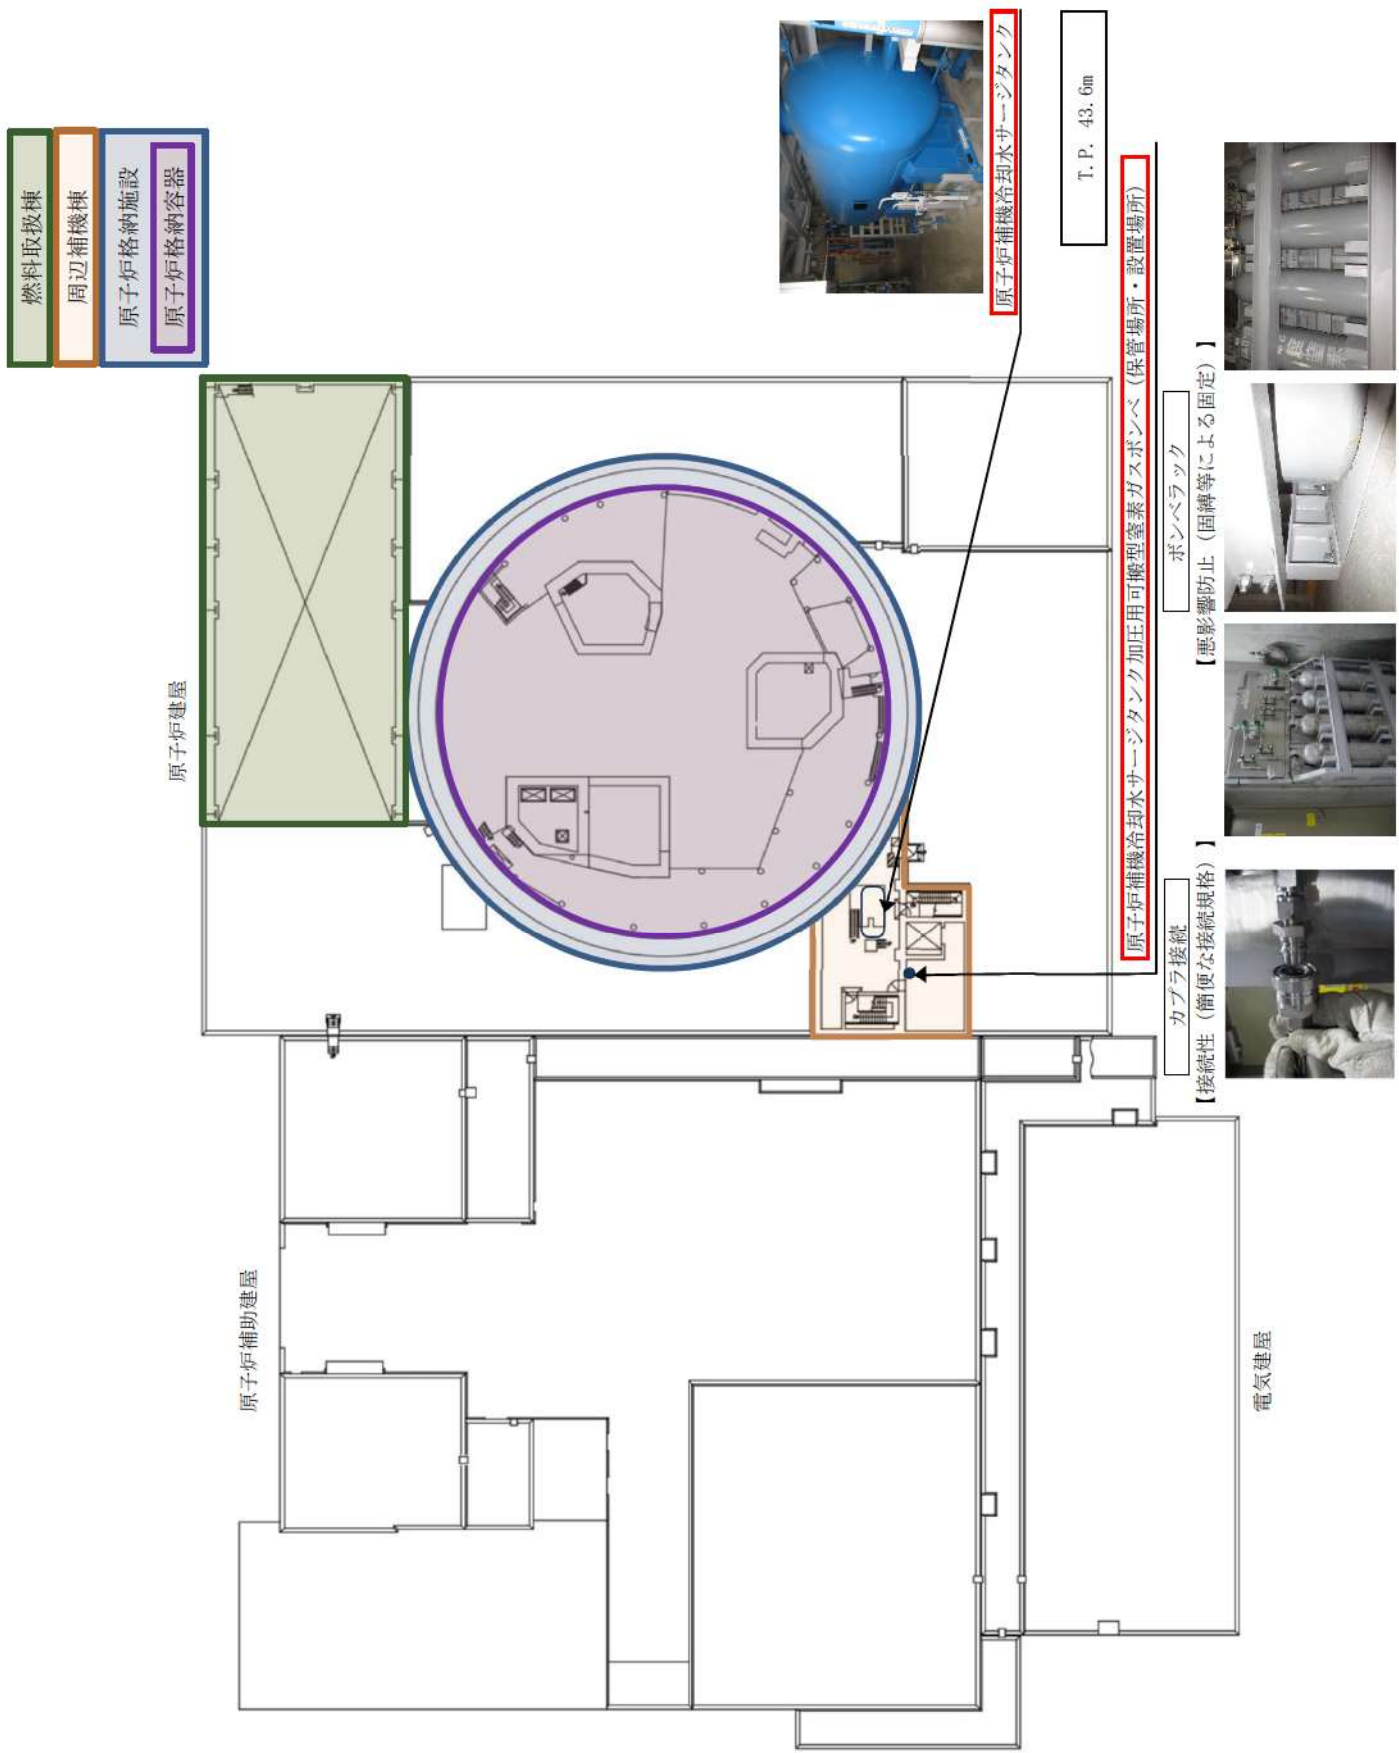 燃料取扱棟
周辺補機棟
原子炉格納施設
原子炉格納容器
原子炉建屋
原子炉補助建屋
電気建屋
原子炉補機冷却水サージタンク
T.P. 43.6m
原子炉補機冷却水サージタンク加圧用可搬型窒素ガスボンベ（保管場所・設置場所）
カプラ接続
【接続性（簡便な接続規格）】
ボンベラック
【悪影響防止（固縛等による固定）】
窒素